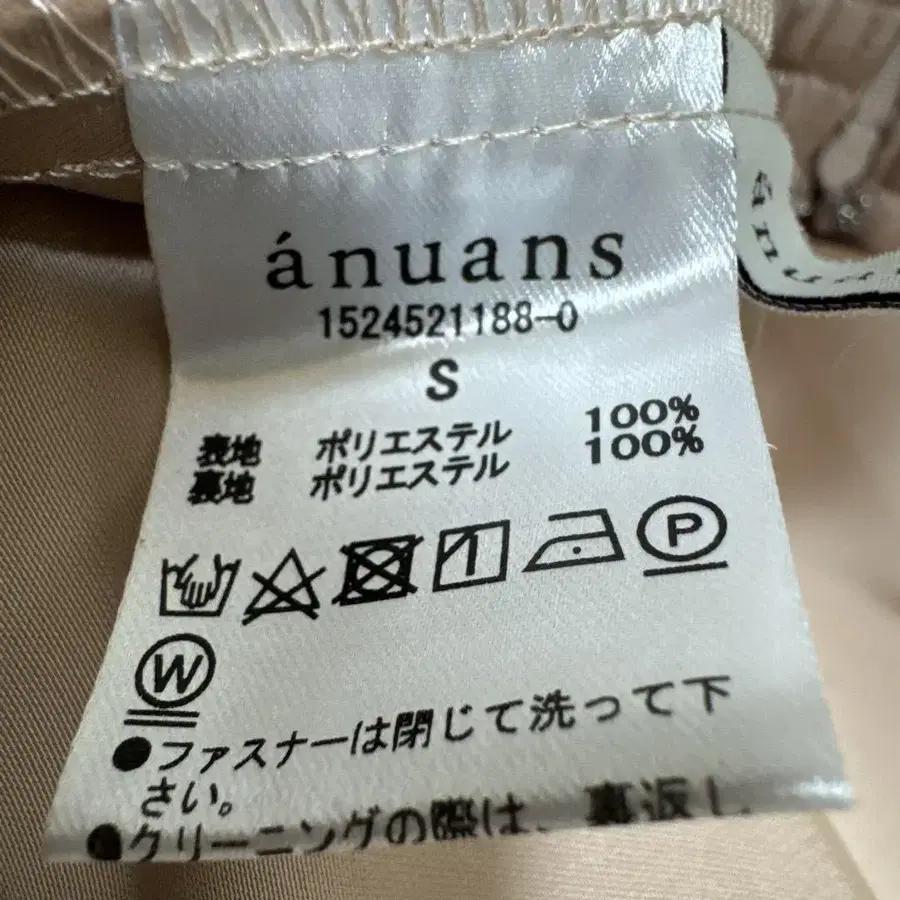 ánuans
1524521188-0
S
表地 ポリエステル 100%
裏地 ポリエステル 100%
P
W
●ファスナーは閉じて洗って下
さい。
●クリーニングの際は、裏返し
ánua